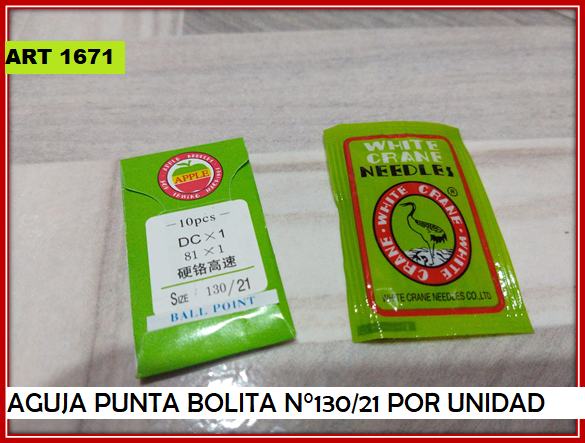 ART 1671
APPLE
10pcs
DC×1
81×1
硬铬高速
SIZE 130/21
BALL POINT
WHITE
CRANE
NEEDLES
WHITE CRANE · WHITE CRANE ·
®
WHITE CRANE NEEDLES CO.,LTD
AGUJA PUNTA BOLITA Nº130/21 POR UNIDAD